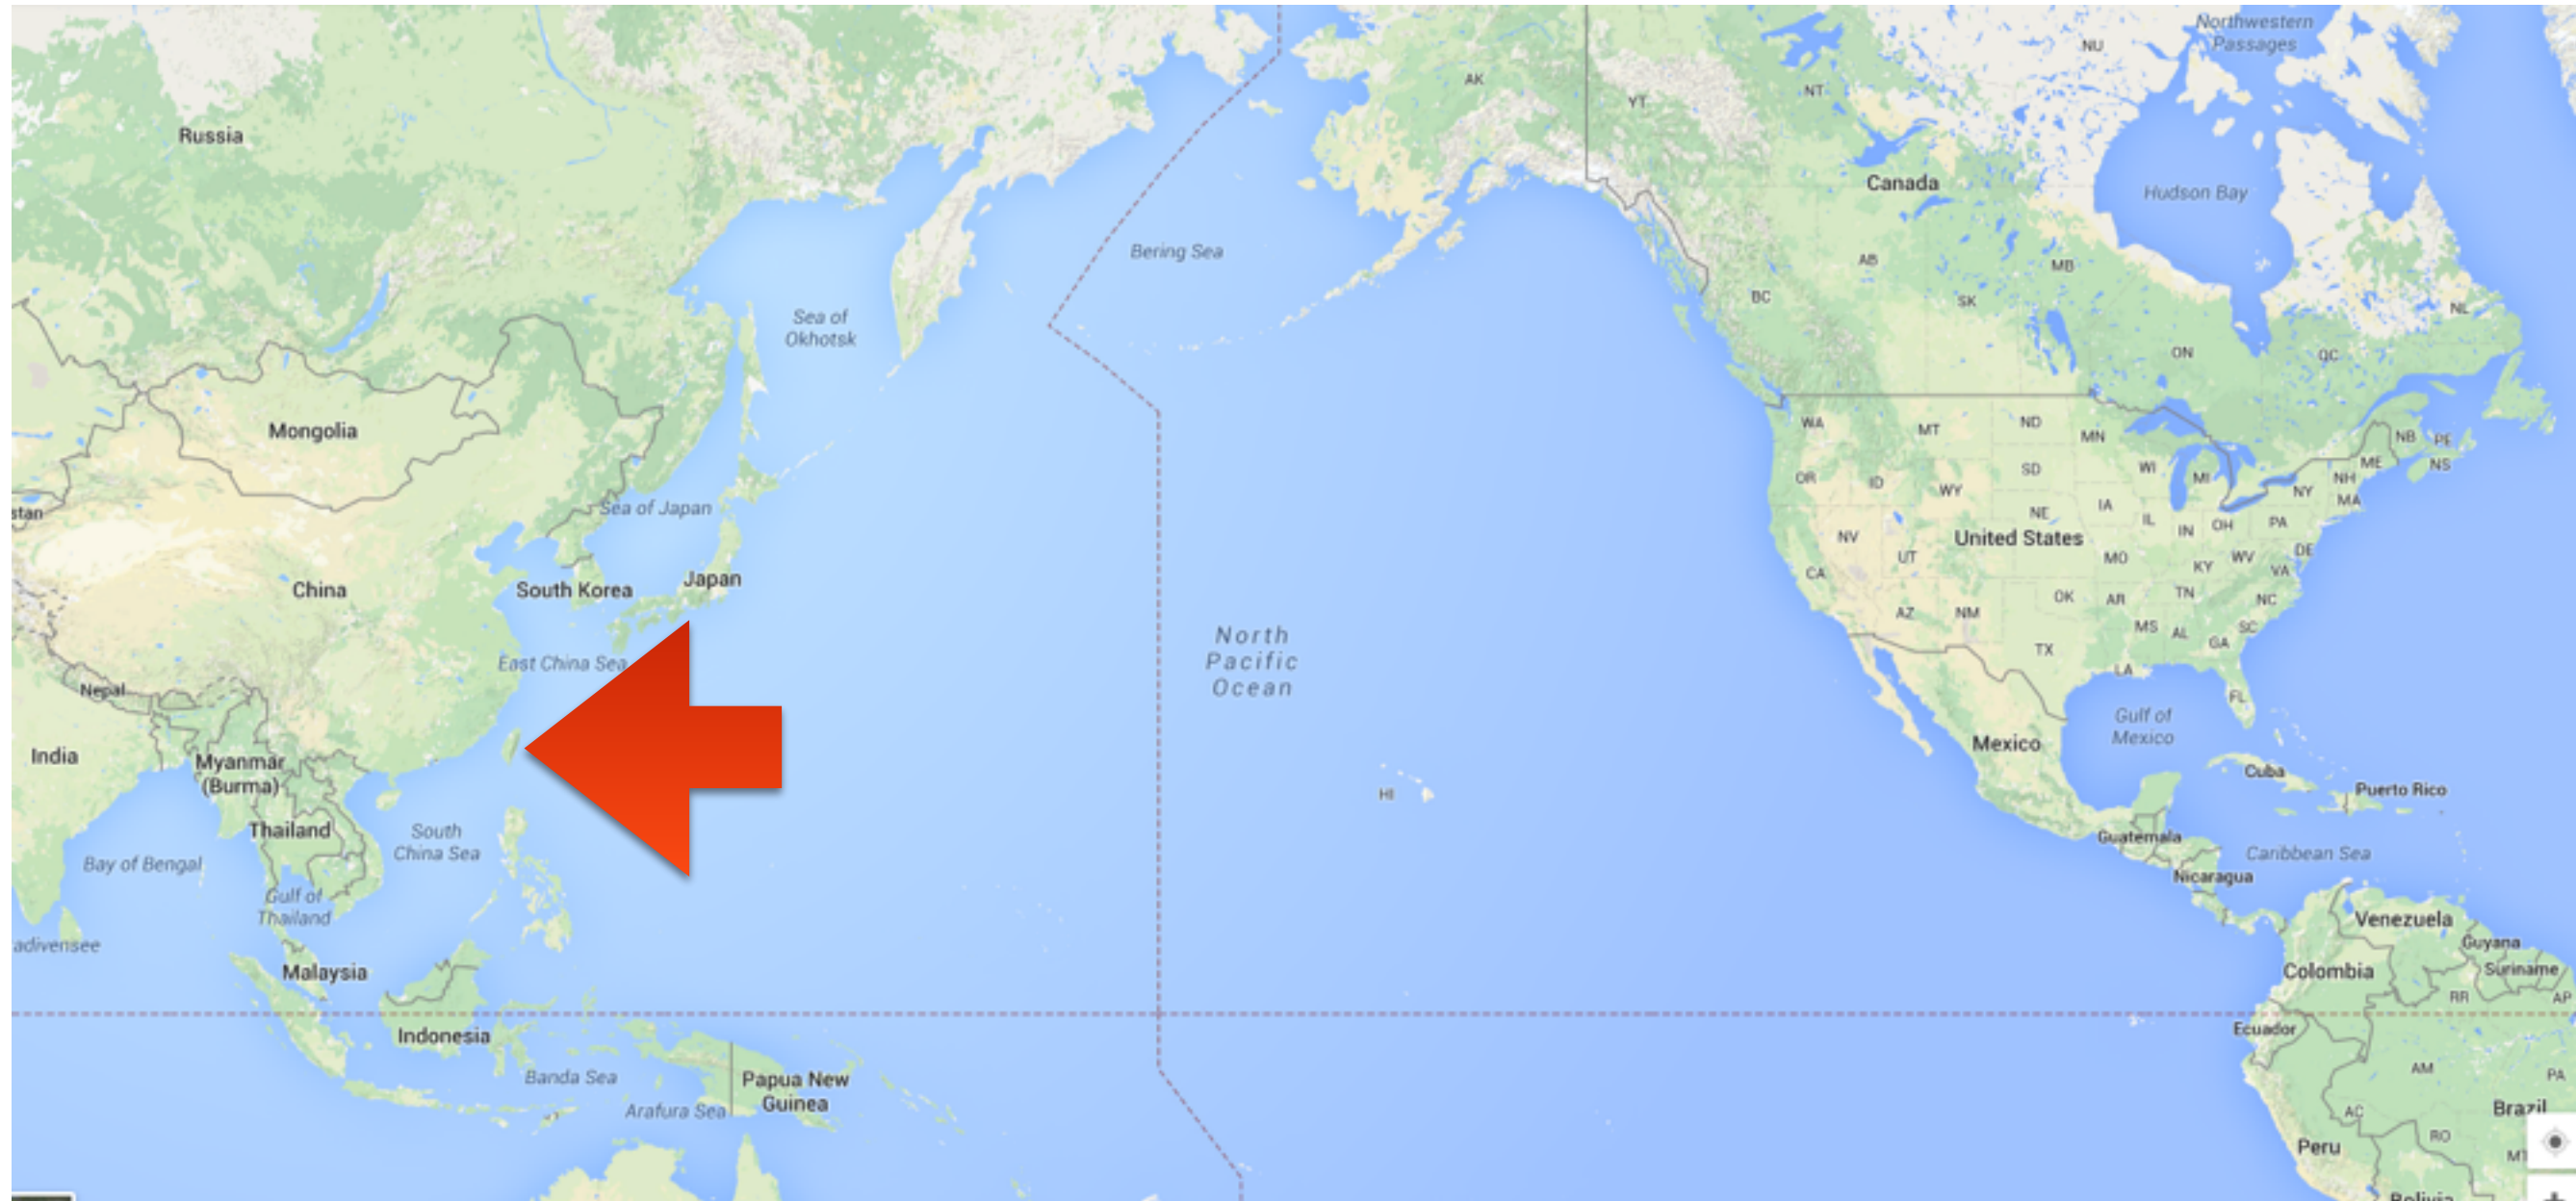 Northwestern
Passages
NU
AK
NT
YT
Russia
Canada
Hudson Bay
Bering Sea
AB
MB
BC
SK
NL
Sea of
Okhotsk
ON
QC
WA
MT
ND
MN
NB
PE
Mongolia
OR
ID
WY
SD
WI
MI
ME
NS
NH
NY
MA
stan
Sea of Japan
NE
IA
IL
IN
OH
PA
NV
United States
UT
MO
WV
DE
KY
VA
CA
China
South Korea
Japan
OK
AR
TN
NC
AZ
NM
MS
AL
GA
SC
North
Pacific
Ocean
TX
LA
East China Sea
Nepal
FL
Gulf of
Mexico
India
Myanmar
(Burma)
Mexico
Cuba
HI
Puerto Rico
Thailand
South
China Sea
Guatemala
Caribbean Sea
Bay of Bengal
Nicaragua
Gulf of
Thailand
Venezuela
adivensee
Guyana
Malaysia
Colombia
Suriname
RR
AP
Indonesia
Ecuador
Banda Sea
Papua New
Guinea
AM
PA
Arafura Sea
AC
Brazil
RO
Peru
MT
Bolivia